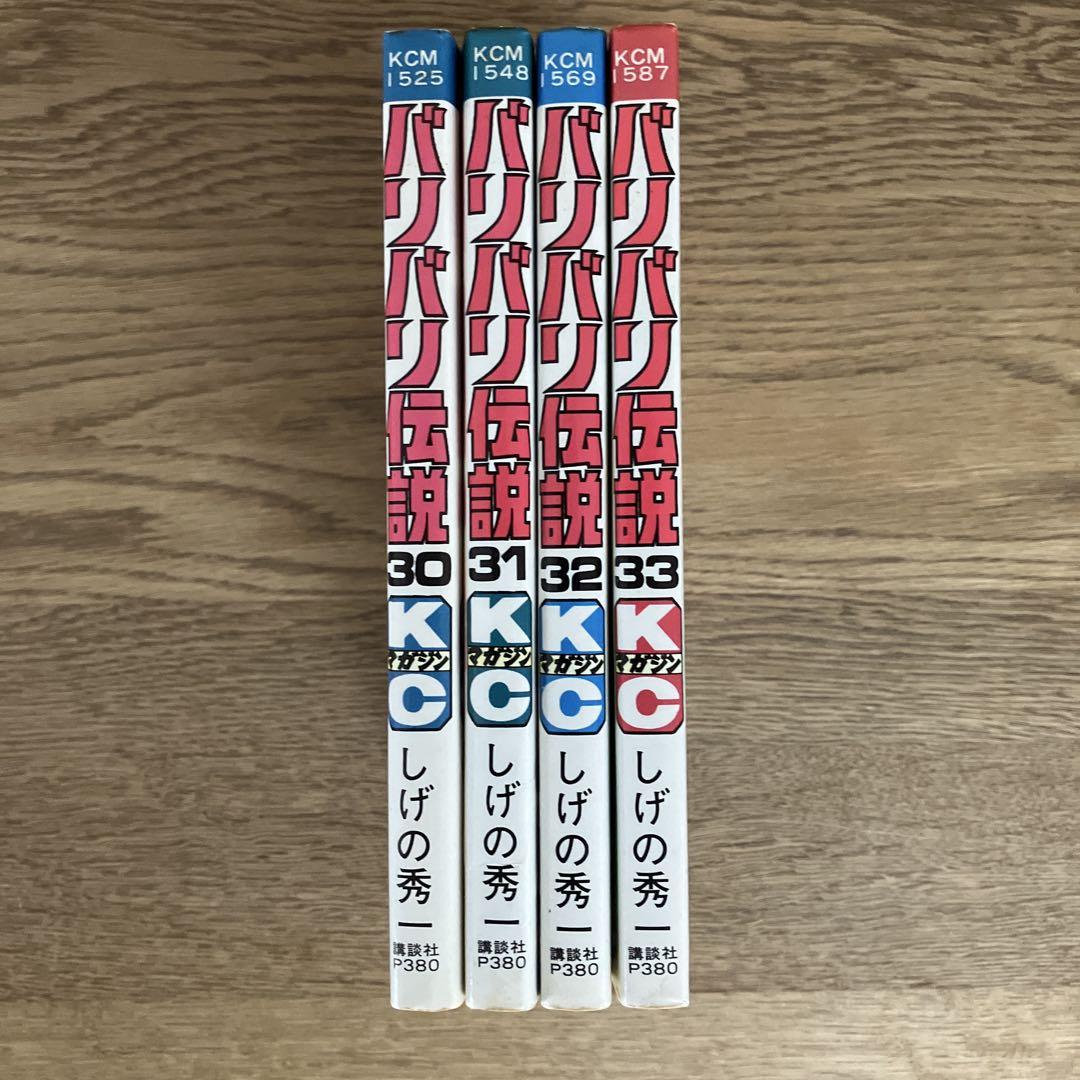 KCM
1525
バリバリ伝説
30
K
マガジン
C
しげの秀一
講談社
P380
KCM
1548
バリバリ伝説
31
K
マガジン
C
しげの秀一
講談社
P380
KCM
1569
バリバリ伝説
32
K
マガジン
C
しげの秀一
講談社
P380
KCM
1587
バリバリ伝説
33
K
マガジン
C
しげの秀一
講談社
P380